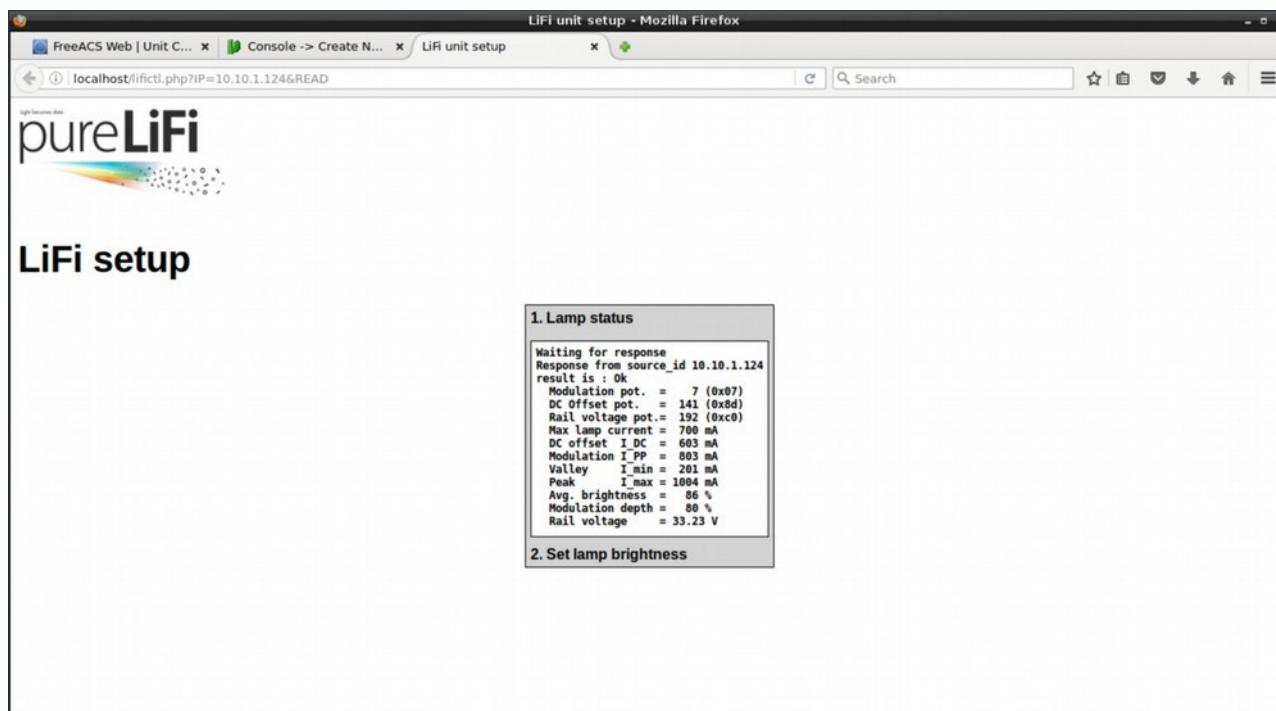 LiFi unit setup - Mozilla Firefox
FreeACS Web | Unit C... Console -> Create N... LiFi unit setup
localhost/lifictl.php?IP=10.10.1.124&READ Search
light becomes data
pureLiFi
LiFi setup
1. Lamp status
Waiting for response
Response from source_id 10.10.1.124
result is : Ok
Modulation pot. = 7 (0x07)
DC Offset pot. = 141 (0x8d)
Rail voltage pot.= 192 (0xc0)
Max lamp current = 700 mA
DC offset I_DC = 603 mA
Modulation I_PP = 803 mA
Valley I_min = 201 mA
Peak I_max = 1004 mA
Avg. brightness = 86 %
Modulation depth = 80 %
Rail voltage = 33.23 V
2. Set lamp brightness